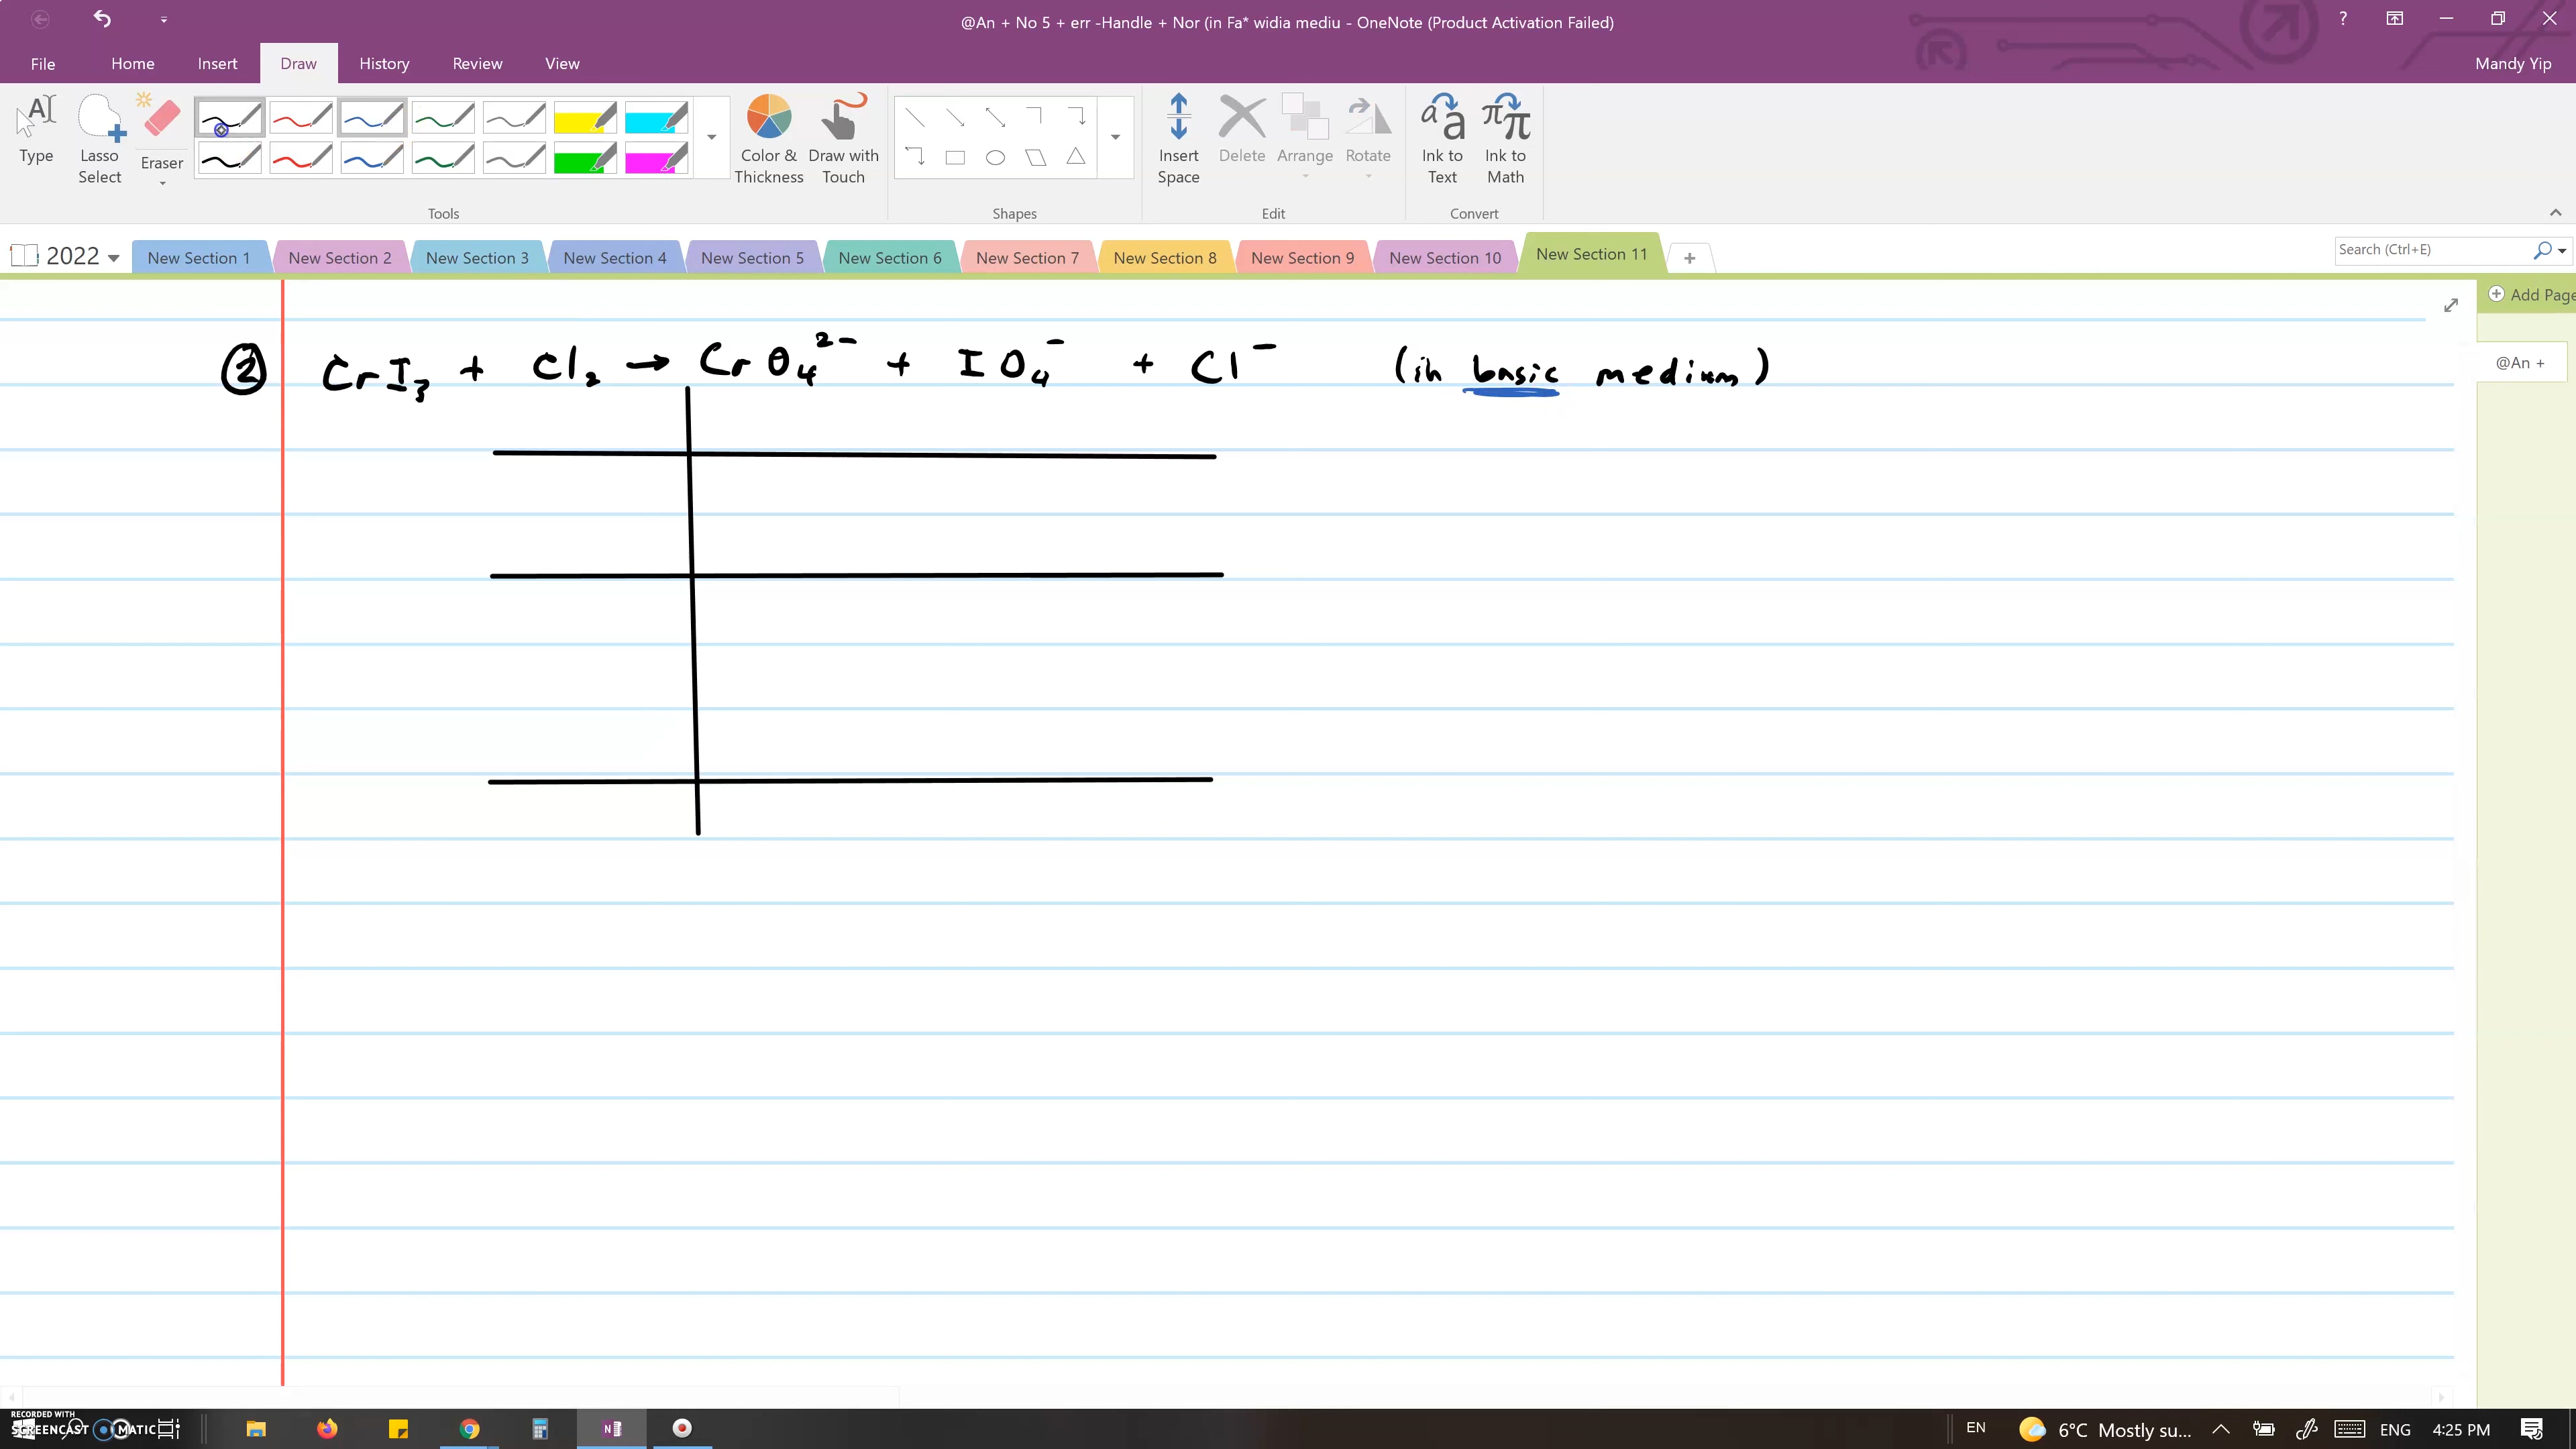 @An + No 5 + err -Handle + Nor (in Fa* widia mediu - OneNote (Product Activation Failed)
File Home Insert Draw History Review View Mandy Yip
Type Lasso Select Eraser Color & Thickness Draw with Touch Insert Space Delete Arrange Rotate Ink to Text Ink to Math
Tools Shapes Edit Convert
2022 New Section 1 New Section 2 New Section 3 New Section 4 New Section 5 New Section 6 New Section 7 New Section 8 New Section 9 New Section 10 New Section 11 Search (Ctrl+E)
Add Page
@An +
② CrI₃ + Cl₂ → CrO₄²⁻ + IO₄⁻ + Cl⁻ (in basic medium)
RECORDED WITH
SCREENCAST MATIC
EN 6°C Mostly su... ENG 4:25 PM